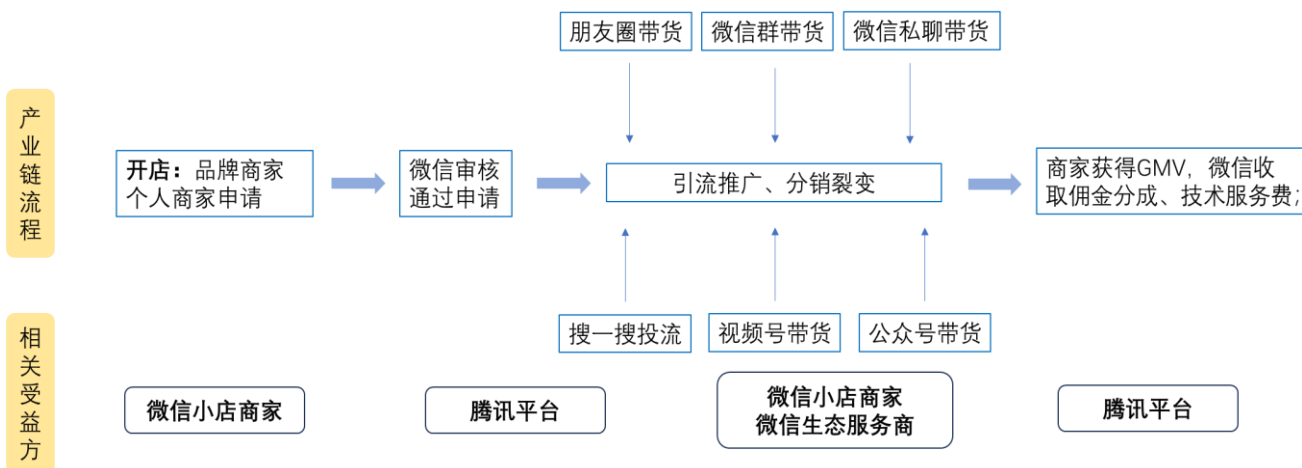 朋友圈带货
微信群带货
微信私聊带货
产业链流程
开店：品牌商家
个人商家申请
微信审核
通过申请
引流推广、分销裂变
商家获得GMV，微信收
取佣金分成、技术服务费；
搜一搜投流
视频号带货
公众号带货
相关受益方
微信小店商家
腾讯平台
微信小店商家
微信生态服务商
腾讯平台